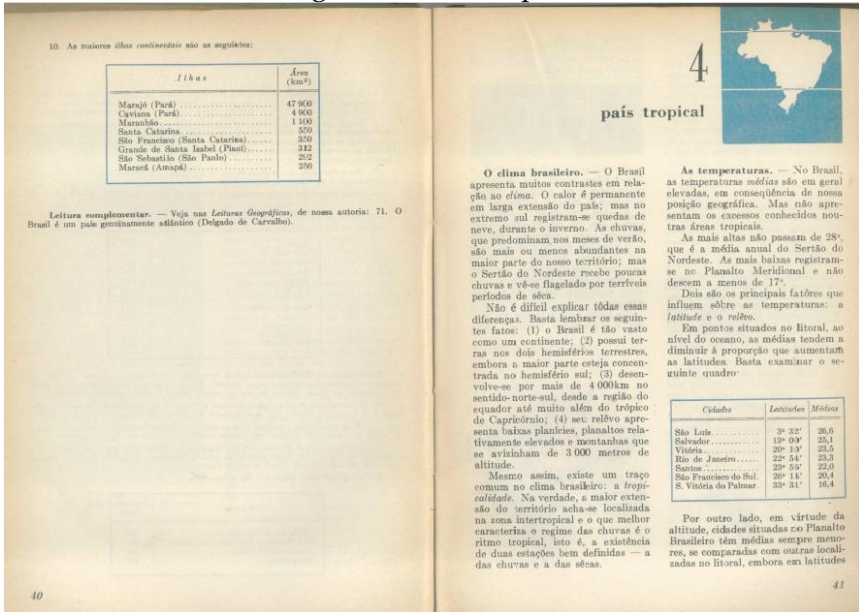 10. As maiores ilhas continentais são as seguintes:
Ilhas Área (km²)
Marajó (Pará) 47 900
Caviana (Pará) 4 900
Maranhão 1 100
Santa Catarina 550
São Francisco (Santa Catarina) 350
Grande de Santa Isabel (Piauí) 312
São Sebastião (São Paulo) 292
Maracá (Amapá) 250
Leitura complementar. — Veja nas Leituras Geográficas, de nossa autoria: 71. O
Brasil é um país genuinamente atlântico (Delgado de Carvalho).
40
4
país tropical
O clima brasileiro. — O Brasil
apresenta muitos contrastes em rela-
ção ao clima. O calor é permanente
em larga extensão do país; mas no
extremo sul registram-se quedas de
neve, durante o inverno. As chuvas,
que predominam nos meses de verão,
são mais ou menos abundantes na
maior parte do nosso território; mas
o Sertão do Nordeste recebe poucas
chuvas e vê-se flagelado por terríveis
períodos de sêca.
Não é difícil explicar tôdas essas
diferenças. Basta lembrar os seguin-
tes fatos: (1) o Brasil é tão vasto
como um continente; (2) possui ter-
ras nos dois hemisférios terrestres,
embora a maior parte esteja concen-
trada no hemisfério sul; (3) desen-
volve-se por mais de 4 000km no
sentido norte-sul, desde a região do
equador até muito além do trópico
de Capricórnio; (4) seu relêvo apre-
senta baixas planícies, planaltos rela-
tivamente elevados e montanhas que
se avizinham de 3 000 metros de
altitude.
Mesmo assim, existe um traço
comum no clima brasileiro: a tropi-
calidade. Na verdade, a maior exten-
são do território acha-se localizada
na zona intertropical e o que melhor
caracteriza o regime das chuvas é o
ritmo tropical, isto é, a existência
de duas estações bem definidas — a
das chuvas e a das sêcas.
As temperaturas. — No Brasil,
as temperaturas médias são em geral
elevadas, em conseqüência de nossa
posição geográfica. Mas não apre-
sentam os excessos conhecidos nou-
tras áreas tropicais.
As mais altas não passam de 28°,
que é a média anual do Sertão do
Nordeste. As mais baixas registram-
se no Planalto Meridional e não
descem a menos de 17°.
Dois são os principais fatôres que
influem sôbre as temperaturas: a
latitude e o relêvo.
Em pontos situados no litoral, ao
nível do oceano, as médias tendem a
diminuir à proporção que aumentam
as latitudes. Basta examinar o se-
guinte quadro:
Cidades Latitudes Médias
São Luís 3° 32' 26,6
Salvador 13° 00' 25,1
Vitória 20° 19' 23,5
Rio de Janeiro 22° 54' 23,3
Santos 23° 55' 22,0
São Francisco do Sul. 26° 14' 20,4
S. Vitória do Palmar. 33° 31' 16,4
Por outro lado, em virtude da
altitude, cidades situadas no Planalto
Brasileiro têm médias sempre meno-
res, se comparadas com outras locali-
zadas no litoral, embora em latitudes
41